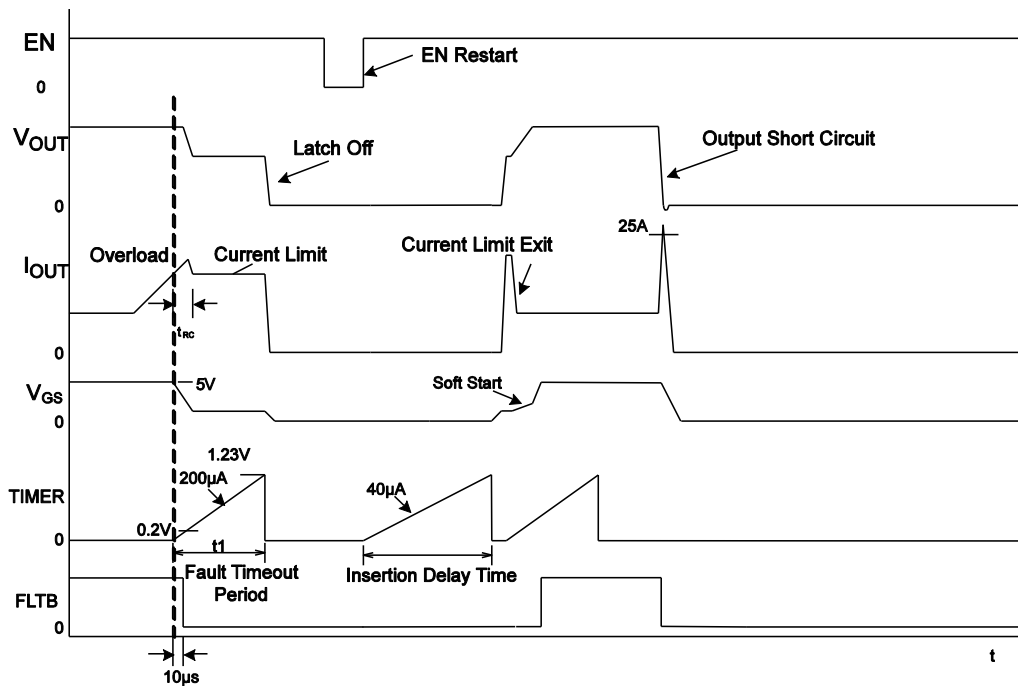 EN
0
EN Restart
VOUT
0
Latch Off
Output Short Circuit
25A
Overload
IOUT
Current Limit
Current Limit Exit
tRC
0
VGS
5V
0
Soft Start
1.23V
200µA
TIMER
0.2V
0
40µA
t1
Fault Timeout
Period
Insertion Delay Time
FLTB
0
t
10µs